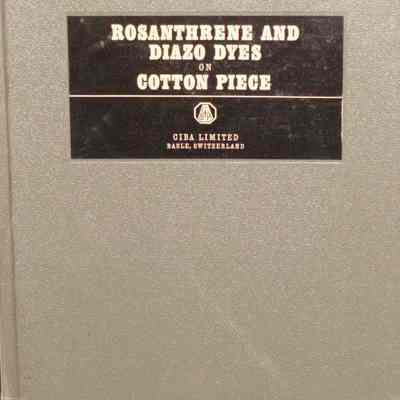 ROSANTHRENE AND
DIAZO DYES
ON
COTTON PIECE
CIBA LIMITED
BASLE, SWITZERLAND